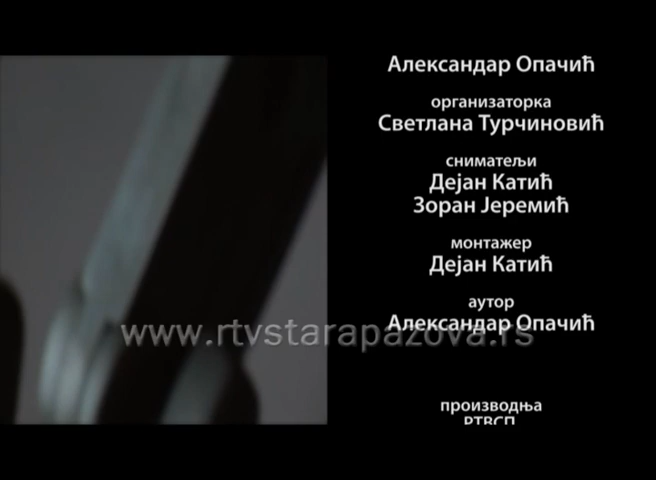 Александар Опачић
организаторка
Светлана Турчиновић
сниматељи
Дејан Катић
Зоран Јеремић
монтажер
Дејан Катић
аутор
Александар Опачић
www.rtvstarapazova.rs
производња
РТВСП